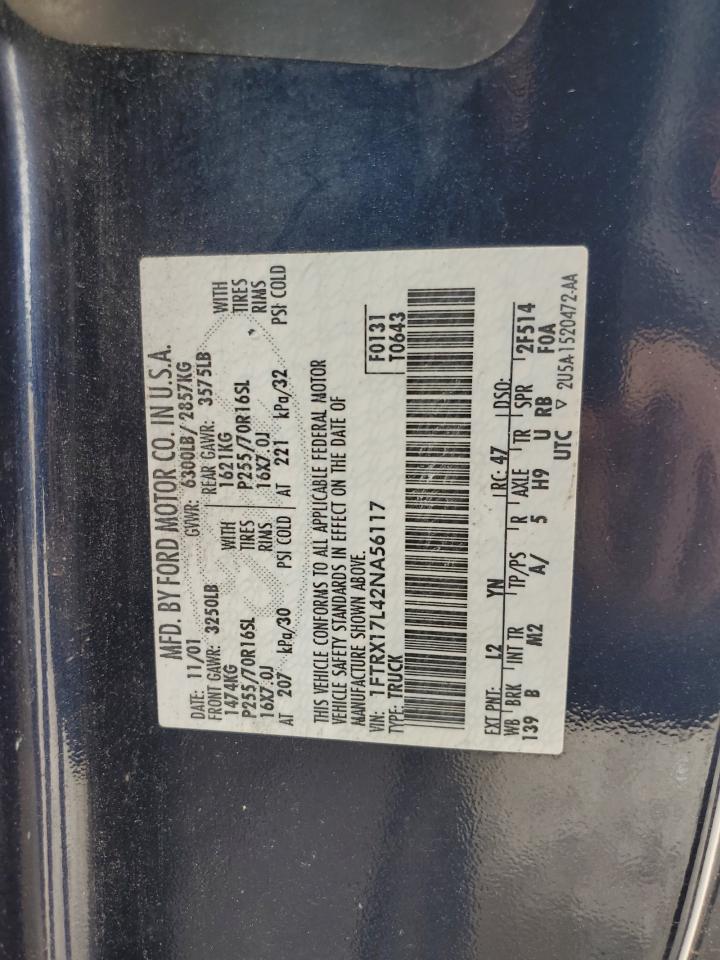 MFD. BY FORD MOTOR CO. IN U.S.A.
DATE: 11/01 GVWR: 6300LB/ 2857KG
FRONT GAWR: 3250LB REAR GAWR: 3575LB
1474KG WITH 1621KG WITH
P255/70R16SL TIRES P255/70R16SL TIRES
16X7.0J RIMS 16X7.0J RIMS
AT 207 kPa/30 PSI COLD AT 221 kPa/32 PSI COLD
THIS VEHICLE CONFORMS TO ALL APPLICABLE FEDERAL MOTOR
VEHICLE SAFETY STANDARDS IN EFFECT ON THE DATE OF
MANUFACTURE SHOWN ABOVE.
VIN: 1FTRX17L42NA56117 F0131
TYPE: TRUCK T0643
EXT PNT: L2 YN RC: 47 DSO:
WB BRK INT TR TP/PS R AXLE TR SPR 2F514
139 B M2 A/ 5 H9 U RB F0A
UTC ▽ 2U5A-1520472-AA